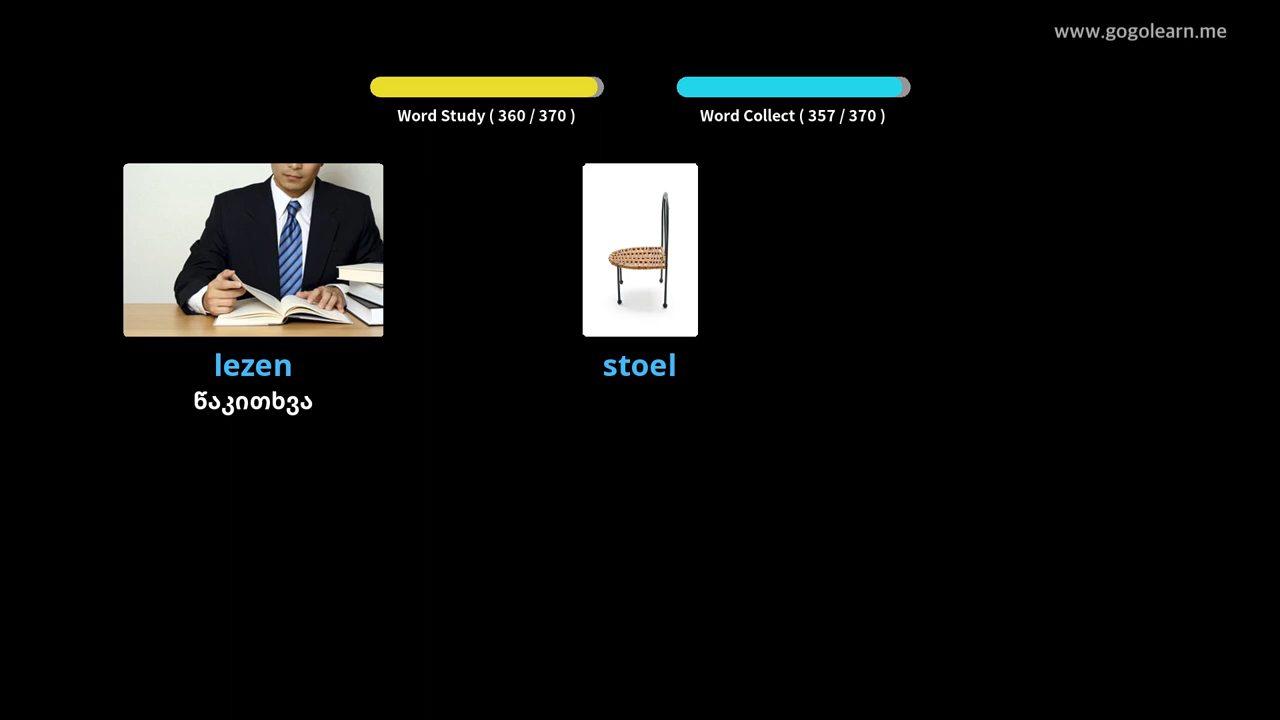 www.gogolearn.me
Word Study ( 360 / 370 )
Word Collect ( 357 / 370 )
lezen
წაკითხვა
stoel